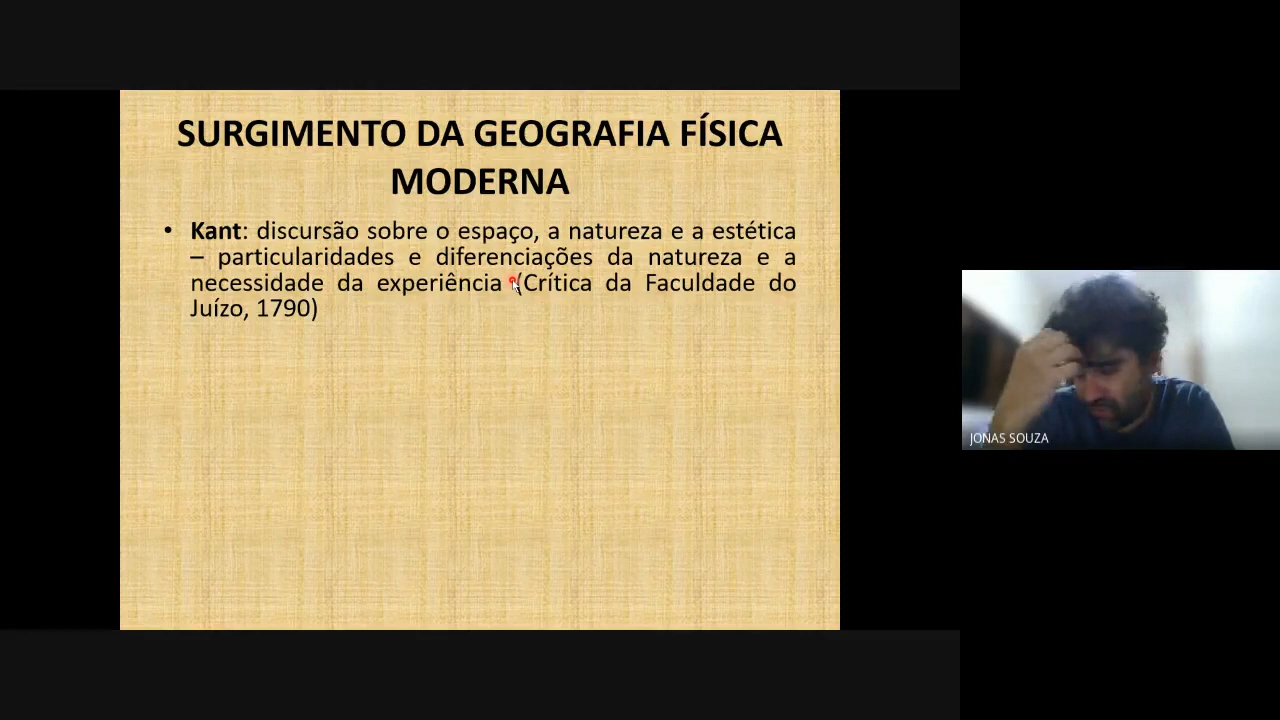 SURGIMENTO DA GEOGRAFIA FÍSICA
MODERNA
• Kant: discursão sobre o espaço, a natureza e a estética
– particularidades e diferenciações da natureza e a
necessidade da experiência (Crítica da Faculdade do
Juízo, 1790)
JONAS SOUZA